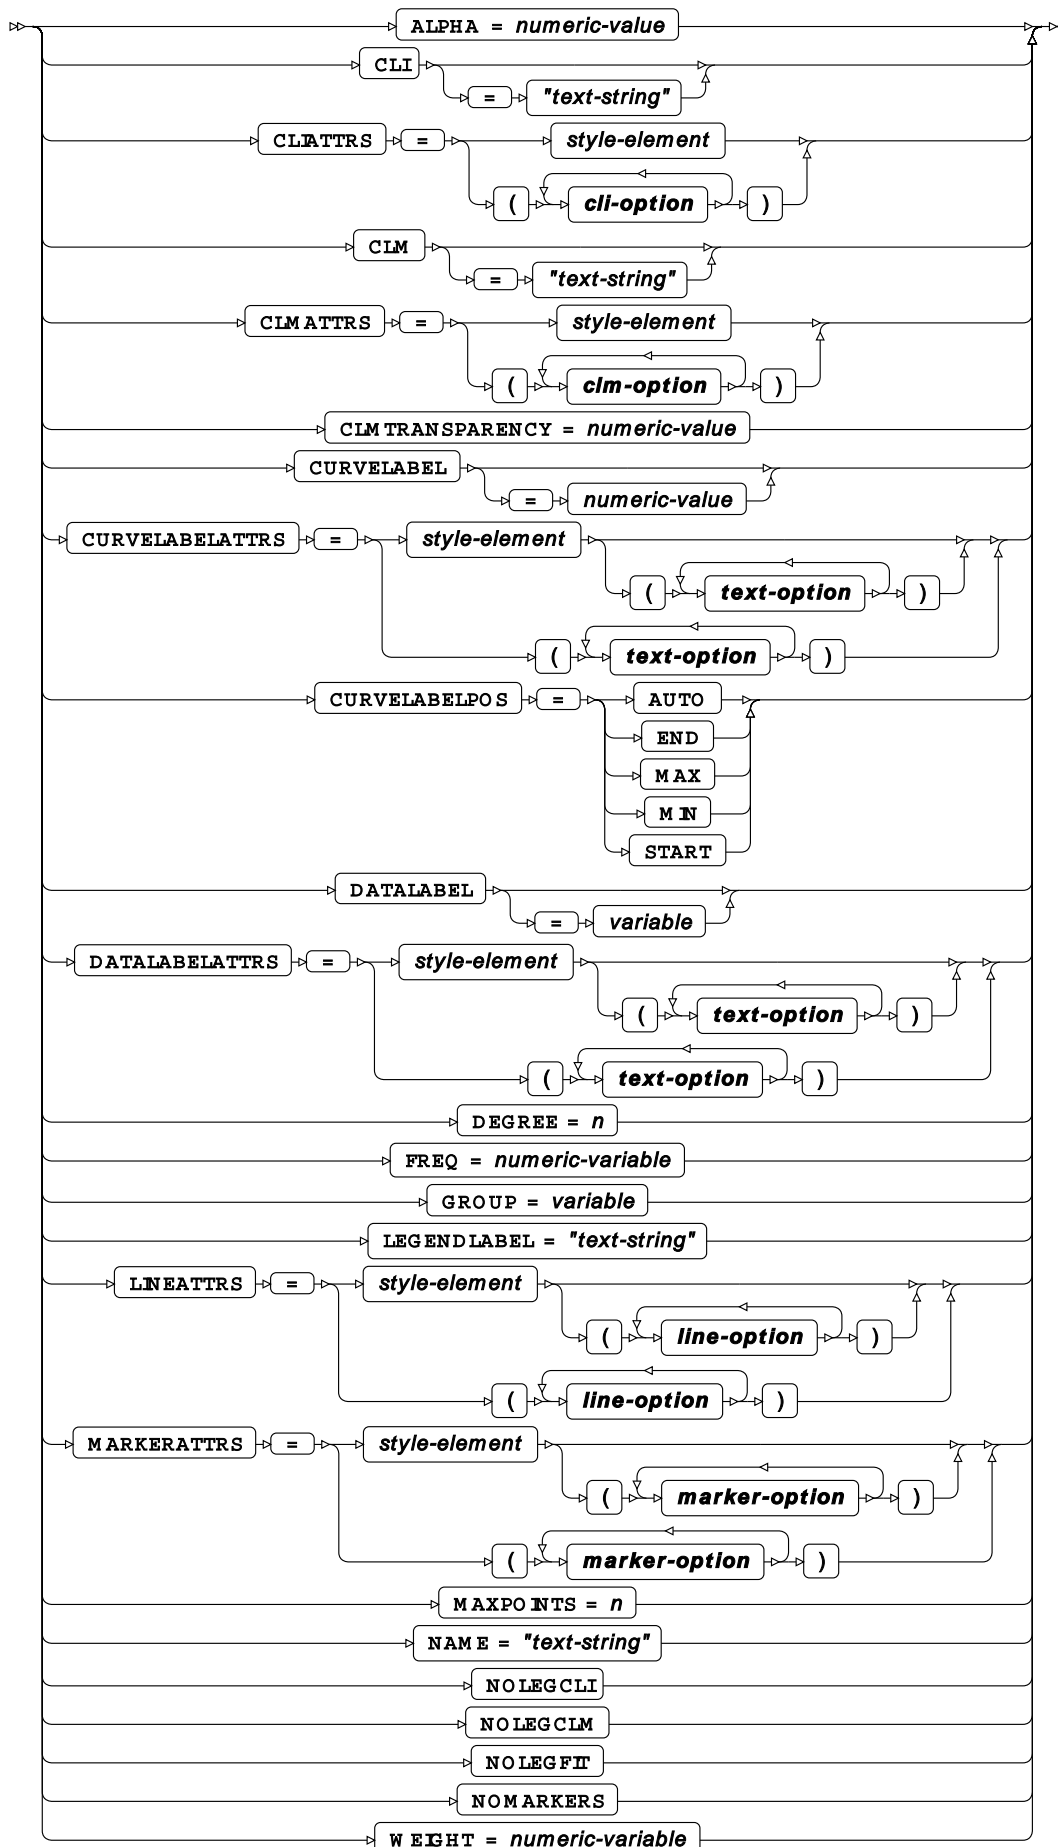 ALPHA = numeric-value
CLI
= "text-string"
CLIATTRS = style-element
( cli-option )
CLM
= "text-string"
CLMATTRS = style-element
( clm-option )
CLMTRANSPARENCY = numeric-value
CURVELABEL
= numeric-value
CURVELABELATTRS = style-element
( text-option )
( text-option )
CURVELABELPOS = AUTO
END
MAX
MIN
START
DATALABEL
= variable
DATALABELATTRS = style-element
( text-option )
( text-option )
DEGREE = n
FREQ = numeric-variable
GROUP = variable
LEGENDLABEL = "text-string"
LINEATTRS = style-element
( line-option )
( line-option )
MARKERATTRS = style-element
( marker-option )
( marker-option )
MAXPOINTS = n
NAME = "text-string"
NOLEGCLI
NOLEGCLM
NOLEGFIT
NOMARKERS
WEIGHT = numeric-variable